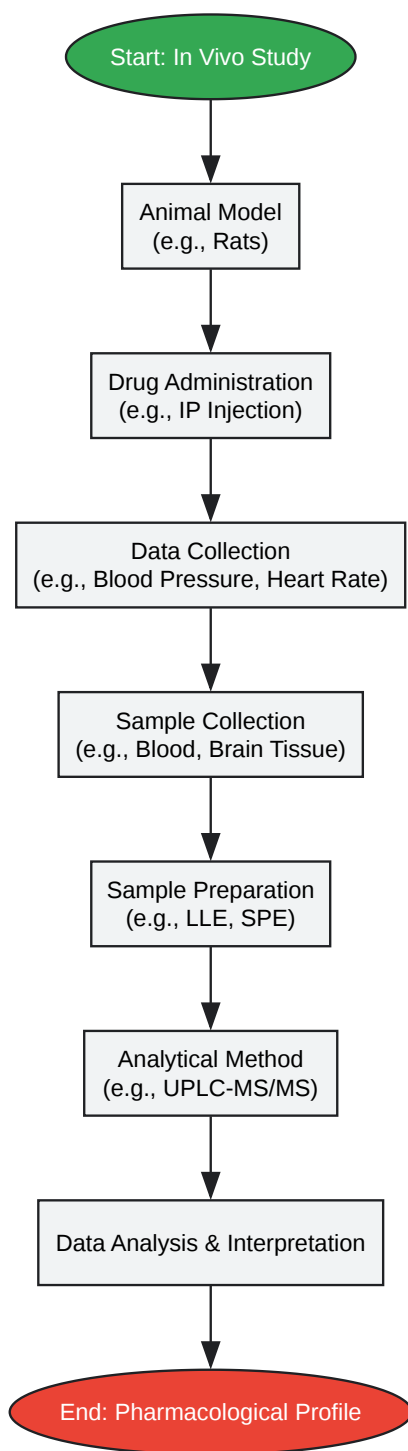 Start: In Vivo Study
Animal Model
(e.g., Rats)
Drug Administration
(e.g., IP Injection)
Data Collection
(e.g., Blood Pressure, Heart Rate)
Sample Collection
(e.g., Blood, Brain Tissue)
Sample Preparation
(e.g., LLE, SPE)
Analytical Method
(e.g., UPLC-MS/MS)
Data Analysis & Interpretation
End: Pharmacological Profile